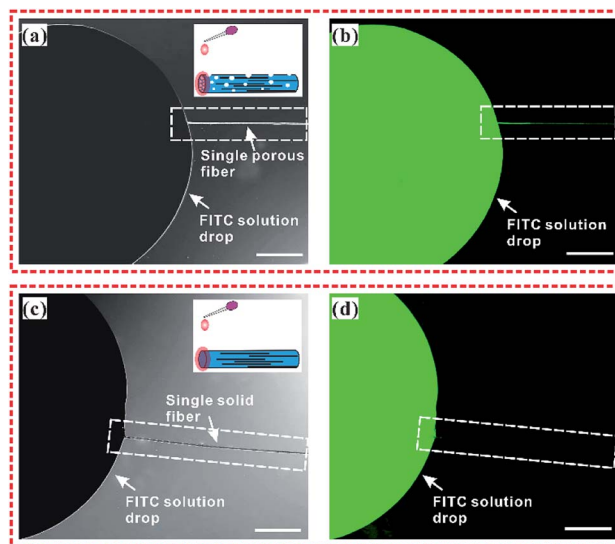 (a)
Single porous
fiber
FITC solution
drop
(b)
FITC solution
drop
(c)
Single solid
fiber
FITC solution
drop
(d)
FITC solution
drop